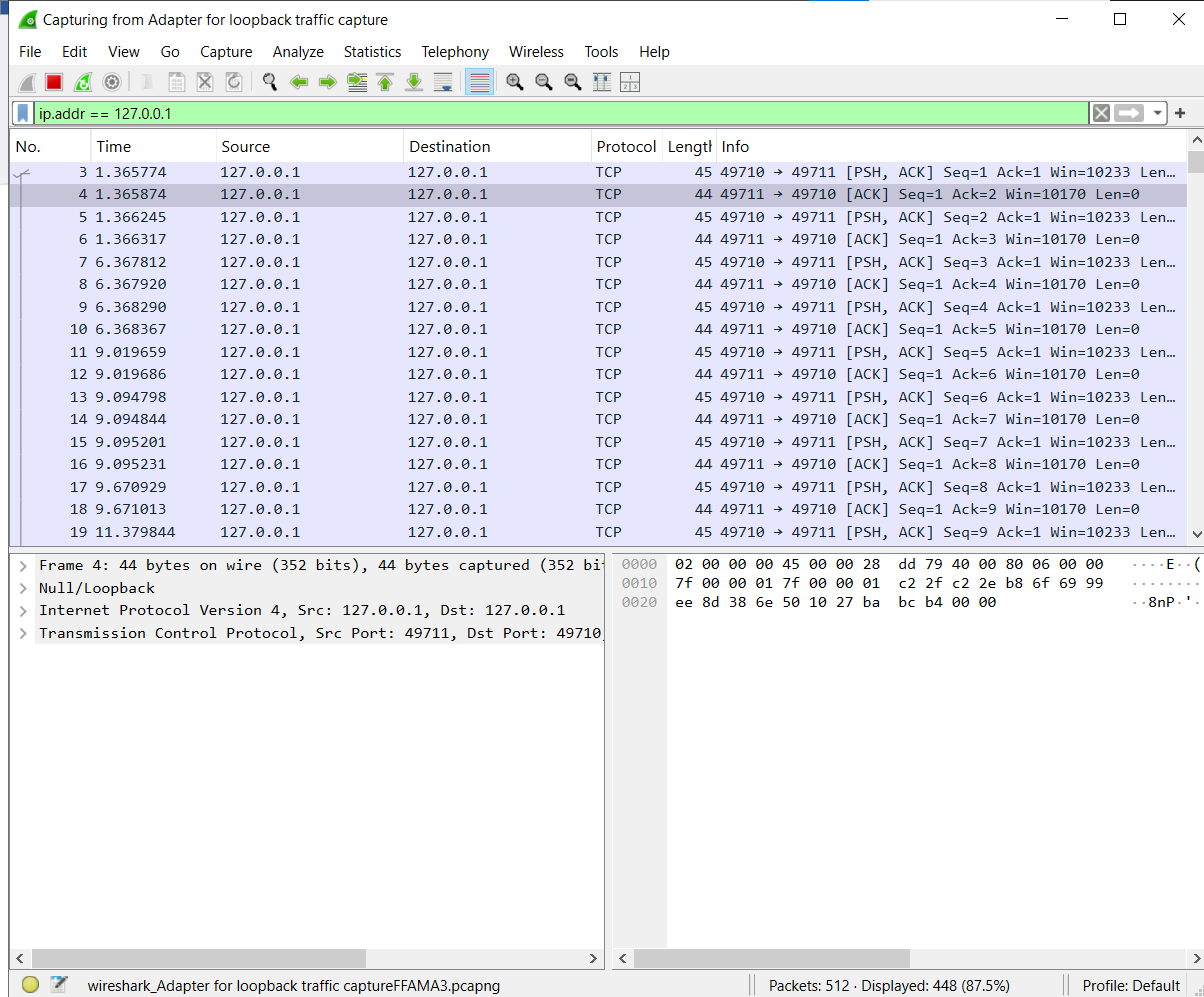 Capturing from Adapter for loopback traffic capture
File Edit View Go Capture Analyze Statistics Telephony Wireless Tools Help
ip.addr == 127.0.0.1
No. Time Source Destination Protocol Length Info
3 1.365774 127.0.0.1 127.0.0.1 TCP 45 49710 → 49711 [PSH, ACK] Seq=1 Ack=1 Win=10233 Len…
4 1.365874 127.0.0.1 127.0.0.1 TCP 44 49711 → 49710 [ACK] Seq=1 Ack=2 Win=10170 Len=0
5 1.366245 127.0.0.1 127.0.0.1 TCP 45 49710 → 49711 [PSH, ACK] Seq=2 Ack=1 Win=10233 Len…
6 1.366317 127.0.0.1 127.0.0.1 TCP 44 49711 → 49710 [ACK] Seq=1 Ack=3 Win=10170 Len=0
7 6.367812 127.0.0.1 127.0.0.1 TCP 45 49710 → 49711 [PSH, ACK] Seq=3 Ack=1 Win=10233 Len…
8 6.367920 127.0.0.1 127.0.0.1 TCP 44 49711 → 49710 [ACK] Seq=1 Ack=4 Win=10170 Len=0
9 6.368290 127.0.0.1 127.0.0.1 TCP 45 49710 → 49711 [PSH, ACK] Seq=4 Ack=1 Win=10233 Len…
10 6.368367 127.0.0.1 127.0.0.1 TCP 44 49711 → 49710 [ACK] Seq=1 Ack=5 Win=10170 Len=0
11 9.019659 127.0.0.1 127.0.0.1 TCP 45 49710 → 49711 [PSH, ACK] Seq=5 Ack=1 Win=10233 Len…
12 9.019686 127.0.0.1 127.0.0.1 TCP 44 49711 → 49710 [ACK] Seq=1 Ack=6 Win=10170 Len=0
13 9.094798 127.0.0.1 127.0.0.1 TCP 45 49710 → 49711 [PSH, ACK] Seq=6 Ack=1 Win=10233 Len…
14 9.094844 127.0.0.1 127.0.0.1 TCP 44 49711 → 49710 [ACK] Seq=1 Ack=7 Win=10170 Len=0
15 9.095201 127.0.0.1 127.0.0.1 TCP 45 49710 → 49711 [PSH, ACK] Seq=7 Ack=1 Win=10233 Len…
16 9.095231 127.0.0.1 127.0.0.1 TCP 44 49711 → 49710 [ACK] Seq=1 Ack=8 Win=10170 Len=0
17 9.670929 127.0.0.1 127.0.0.1 TCP 45 49710 → 49711 [PSH, ACK] Seq=8 Ack=1 Win=10233 Len…
18 9.671013 127.0.0.1 127.0.0.1 TCP 44 49711 → 49710 [ACK] Seq=1 Ack=9 Win=10170 Len=0
19 11.379844 127.0.0.1 127.0.0.1 TCP 45 49710 → 49711 [PSH, ACK] Seq=9 Ack=1 Win=10233 Len…
Frame 4: 44 bytes on wire (352 bits), 44 bytes captured (352 bi
Null/Loopback
Internet Protocol Version 4, Src: 127.0.0.1, Dst: 127.0.0.1
Transmission Control Protocol, Src Port: 49711, Dst Port: 49710,
0000 02 00 00 00 45 00 00 28 dd 79 40 00 80 06 00 00 ····E··(
0010 7f 00 00 01 7f 00 00 01 c2 2f c2 2e b8 6f 69 99 ········
0020 ee 8d 38 6e 50 10 27 ba bc b4 00 00 ··8nP·'·
wireshark_Adapter for loopback traffic captureFFAMA3.pcapng
Packets: 512 · Displayed: 448 (87.5%)
Profile: Default